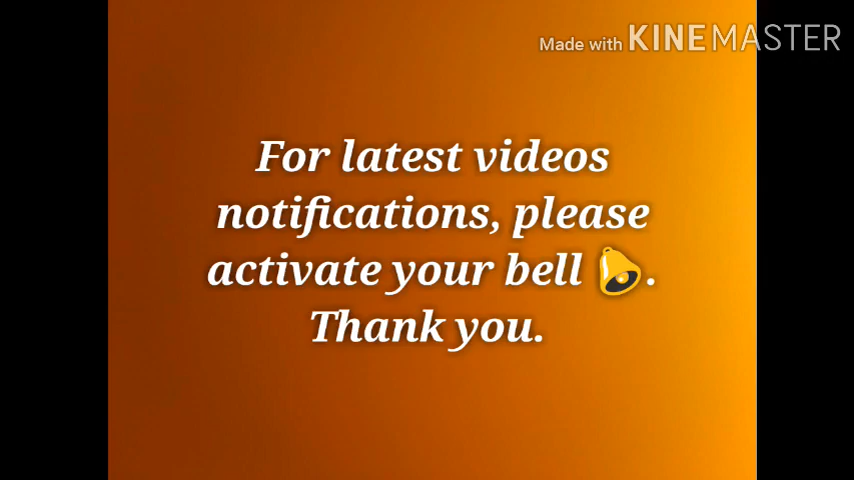 Made with KINEMASTER
For latest videos
notifications, please
activate your bell 🔔.
Thank you.